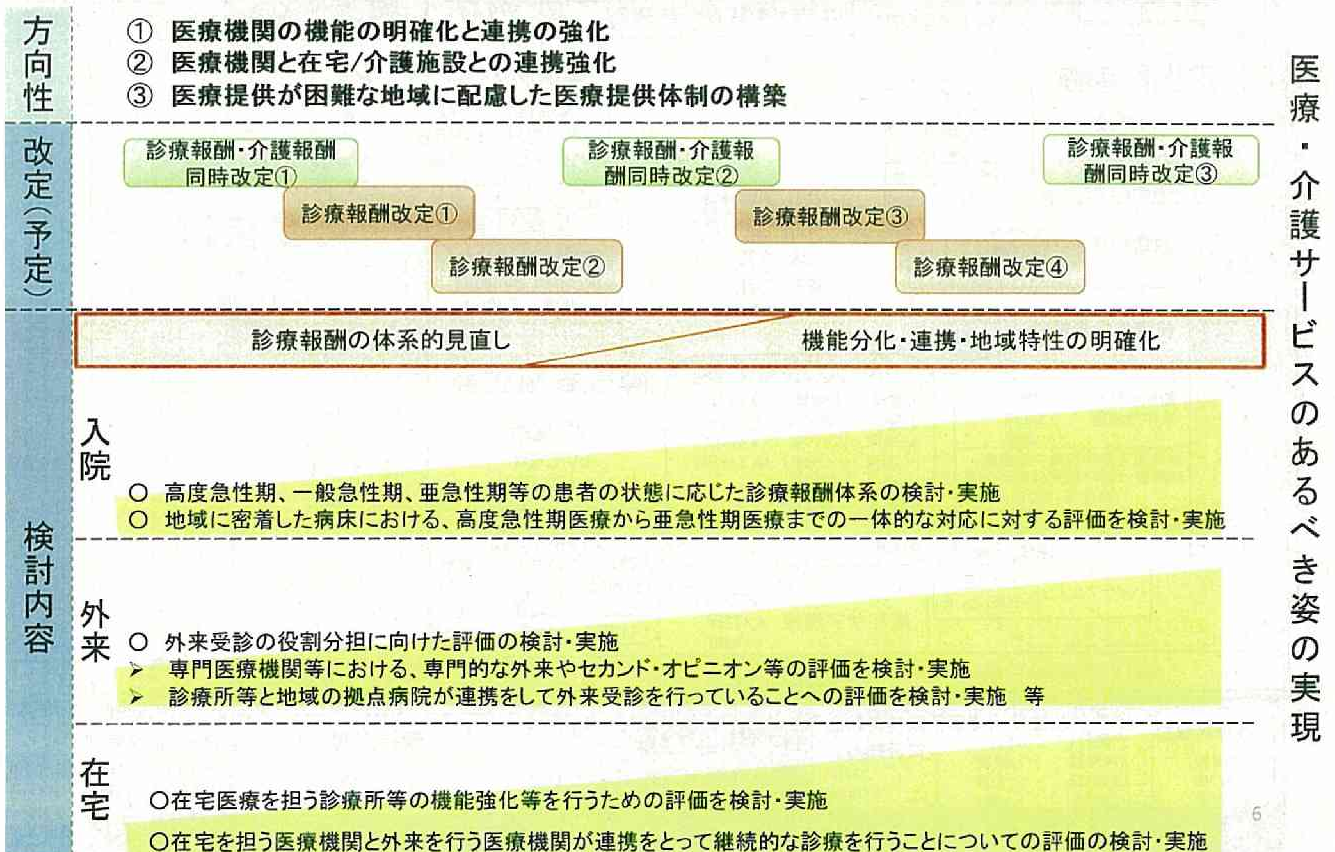 方向性
① 医療機関の機能の明確化と連携の強化
② 医療機関と在宅/介護施設との連携強化
③ 医療提供が困難な地域に配慮した医療提供体制の構築
改定(予定)
診療報酬・介護報酬
同時改定①
診療報酬・介護報
酬同時改定②
診療報酬・介護報
酬同時改定③
診療報酬改定①
診療報酬改定③
診療報酬改定②
診療報酬改定④
検討内容
診療報酬の体系的見直し
機能分化・連携・地域特性の明確化
入院
○ 高度急性期、一般急性期、亜急性期等の患者の状態に応じた診療報酬体系の検討・実施
○ 地域に密着した病床における、高度急性期医療から亜急性期医療までの一体的な対応に対する評価を検討・実施
外来
○ 外来受診の役割分担に向けた評価の検討・実施
➢ 専門医療機関等における、専門的な外来やセカンド・オピニオン等の評価を検討・実施
➢ 診療所等と地域の拠点病院が連携をして外来受診を行っていることへの評価を検討・実施 等
在宅
○在宅医療を担う診療所等の機能強化等を行うための評価を検討・実施
○在宅を担う医療機関と外来を行う医療機関が連携をとって継続的な診療を行うことについての評価の検討・実施
医療・介護サービスのあるべき姿の実現
6